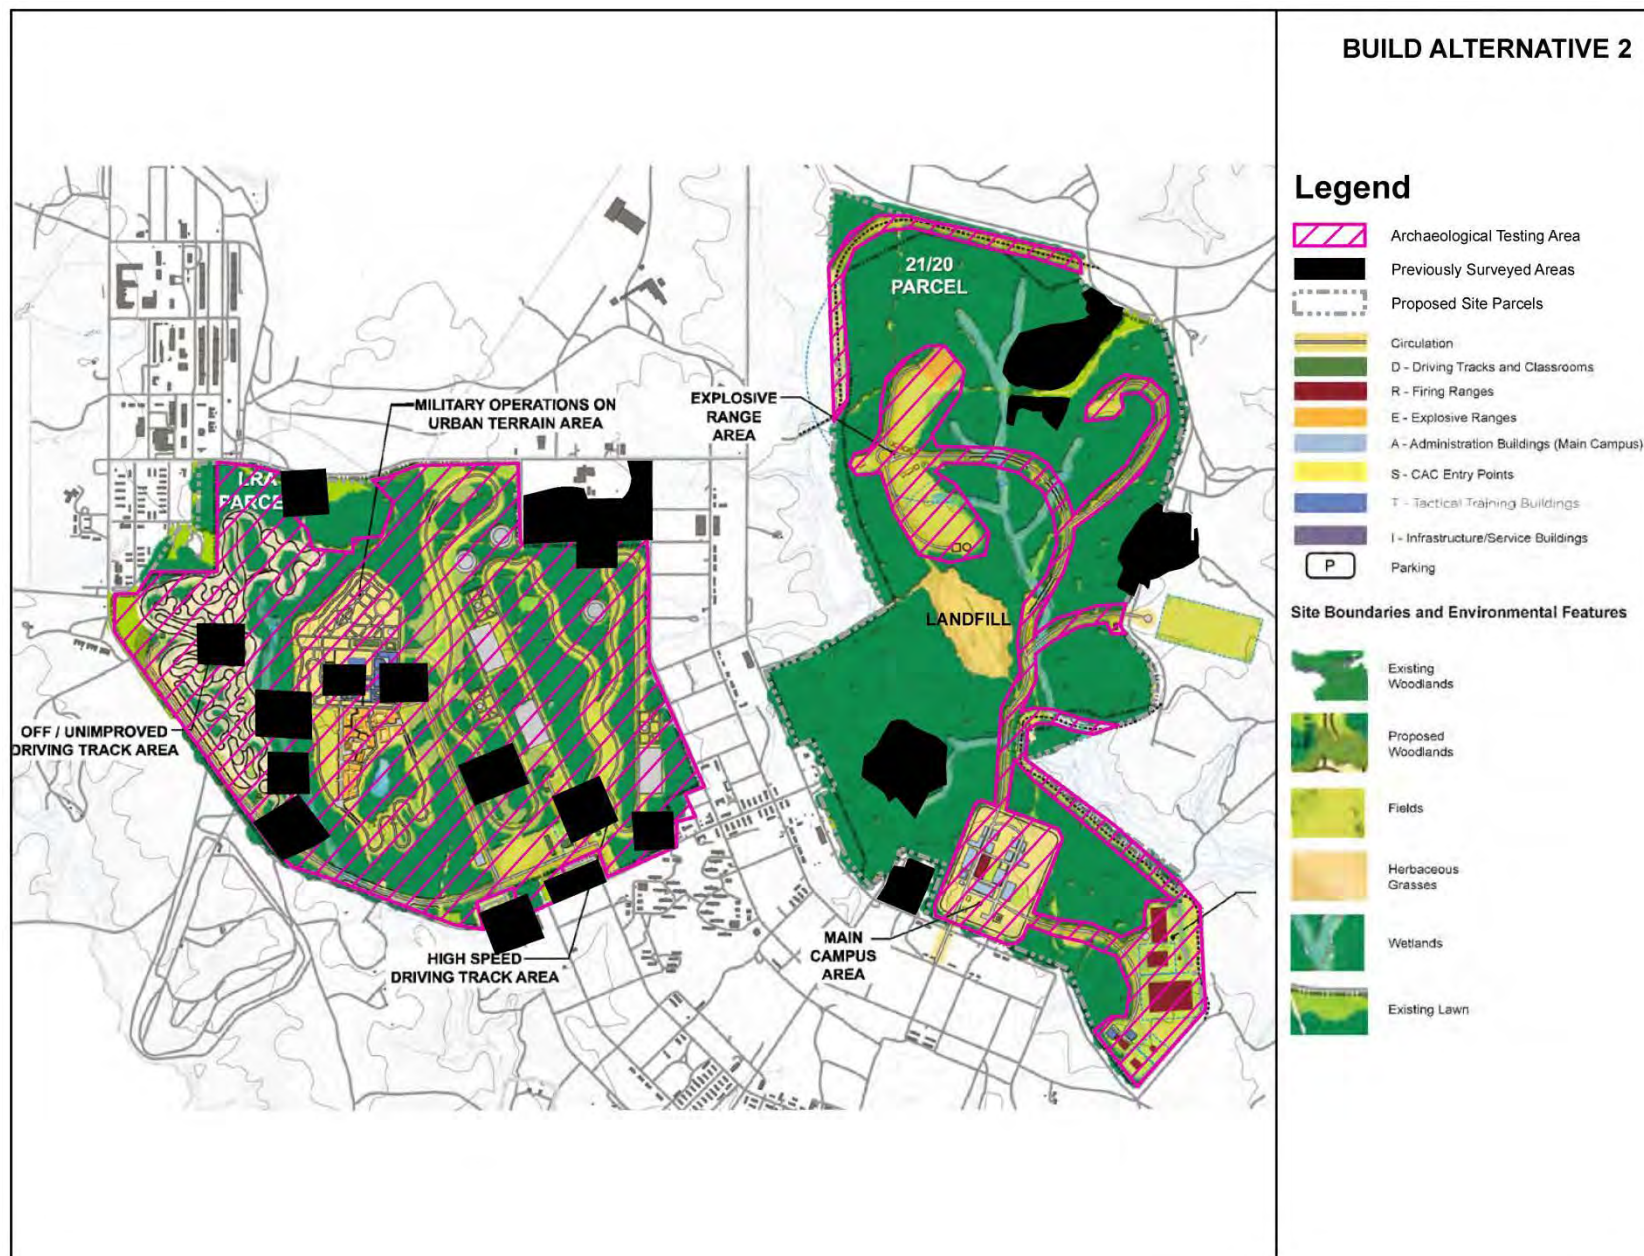 BUILD ALTERNATIVE 2
21/20
PARCEL
EXPLOSIVE
RANGE
AREA
MILITARY OPERATIONS ON
URBAN TERRAIN AREA
LRA
PARCE
LANDFILL
OFF / UNIMPROVED
DRIVING TRACK AREA
HIGH SPEED
DRIVING TRACK AREA
MAIN
CAMPUS
AREA
Legend
Archaeological Testing Area
Previously Surveyed Areas
Proposed Site Parcels
Circulation
D - Driving Tracks and Classrooms
R - Firing Ranges
E - Explosive Ranges
A - Administration Buildings (Main Campus)
S - CAC Entry Points
T - Tactical Training Buildings
I - Infrastructure/Service Buildings
P Parking
Site Boundaries and Environmental Features
Existing
Woodlands
Proposed
Woodlands
Fields
Herbaceous
Grasses
Wetlands
Existing Lawn